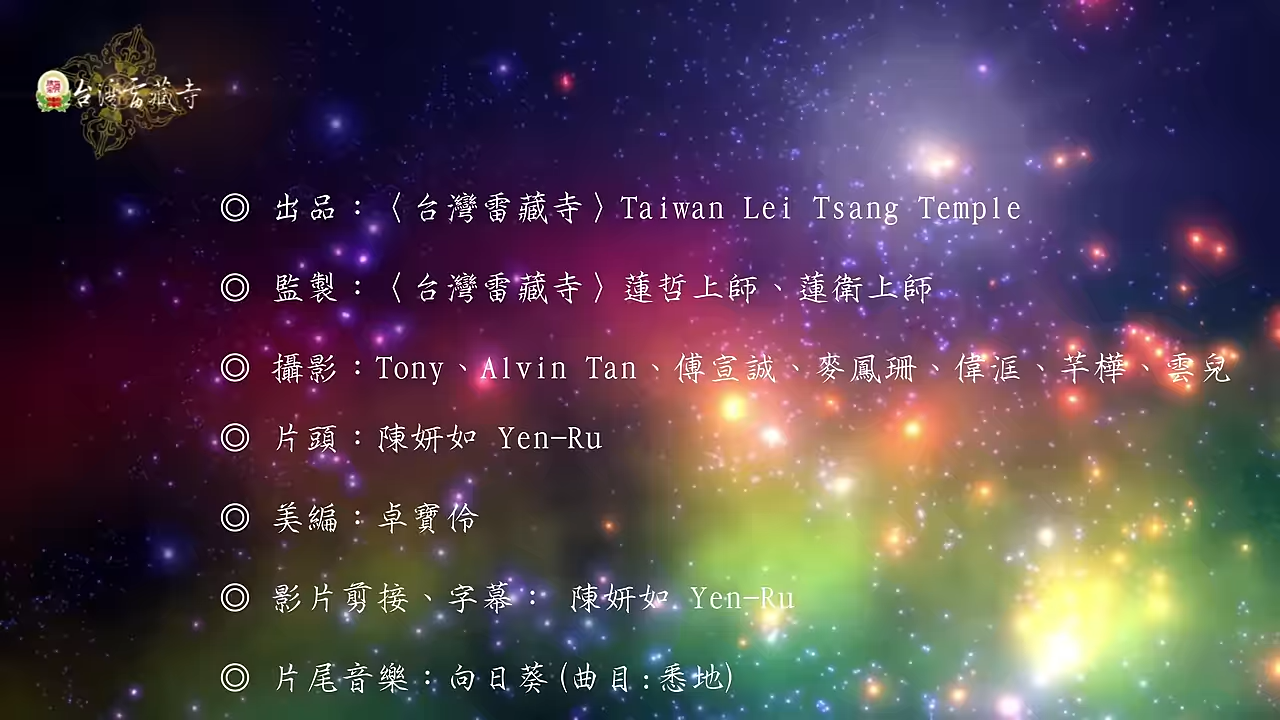 台灣雷藏寺
◎ 出品：〈台灣雷藏寺〉Taiwan Lei Tsang Temple
◎ 監製：〈台灣雷藏寺〉蓮哲上師、蓮衛上師
◎ 攝影：Tony、Alvin Tan、傅宣誠、麥鳳珊、偉洭、芊樺、雲兒
◎ 片頭：陳妍如 Yen-Ru
◎ 美編：卓寶伶
◎ 影片剪接、字幕： 陳妍如 Yen-Ru
◎ 片尾音樂：向日葵(曲目:悉地)